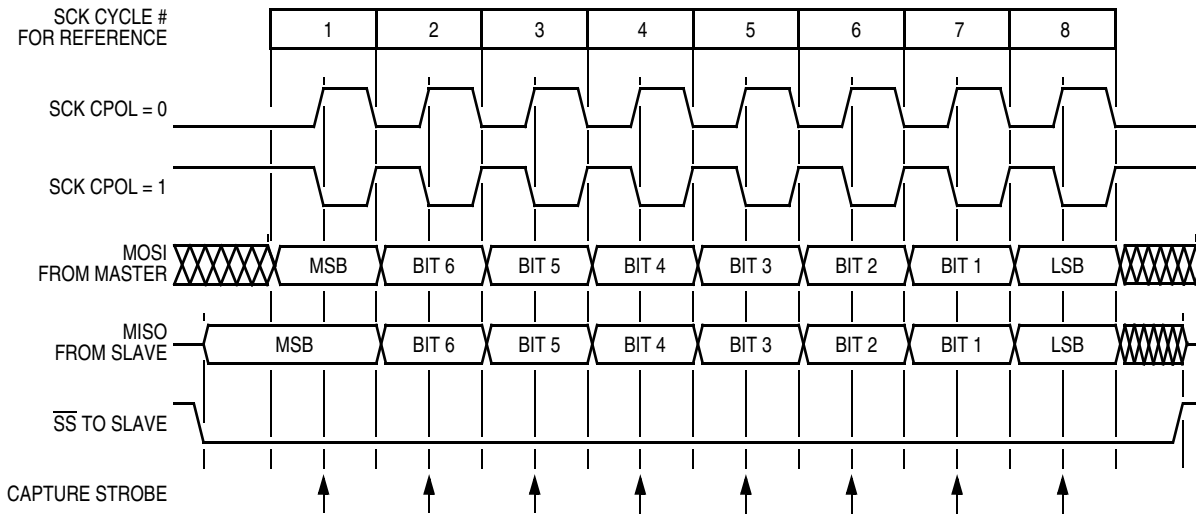 SCK CYCLE #
FOR REFERENCE
1 2 3 4 5 6 7 8
SCK CPOL = 0
SCK CPOL = 1
MOSI
FROM MASTER
MSB BIT 6 BIT 5 BIT 4 BIT 3 BIT 2 BIT 1 LSB
MISO
FROM SLAVE
MSB BIT 6 BIT 5 BIT 4 BIT 3 BIT 2 BIT 1 LSB
S̅S̅ TO SLAVE
CAPTURE STROBE